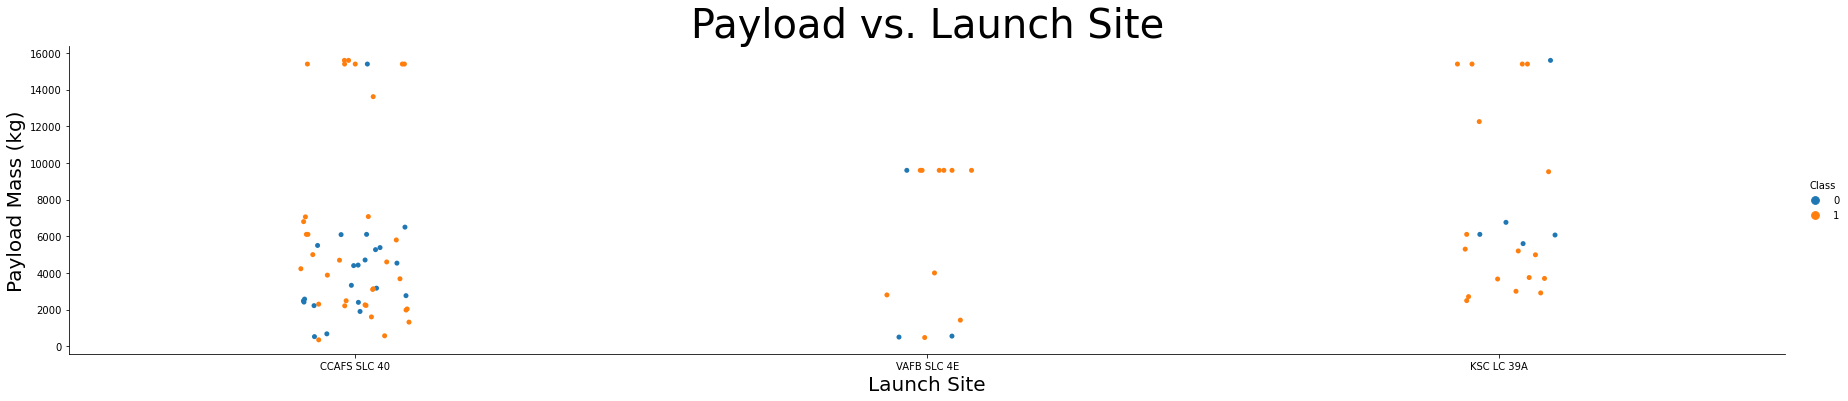 Payload vs. Launch Site
Payload Mass (kg)
16000
14000
12000
10000
8000
6000
4000
2000
0
CCAFS SLC 40
VAFB SLC 4E
KSC LC 39A
Launch Site
Class
0
1